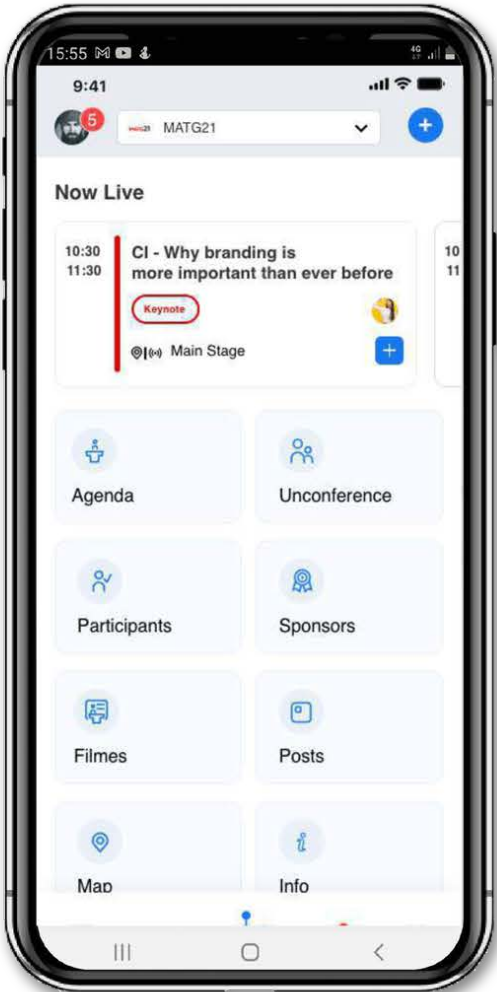 15:55
4G
9:41
5
MATG21
Now Live
10:30
11:30
CI - Why branding is
more important than ever before
Keynote
Main Stage
10
11
Agenda
Unconference
Participants
Sponsors
Filmes
Posts
Map
Info